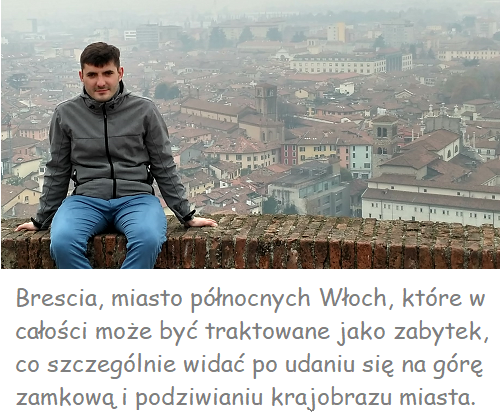 Brescia, miasto północnych Włoch, które w
całości może być traktowane jako zabytek,
co szczególnie widać po udaniu się na górę
zamkową i podziwianiu krajobrazu miasta.